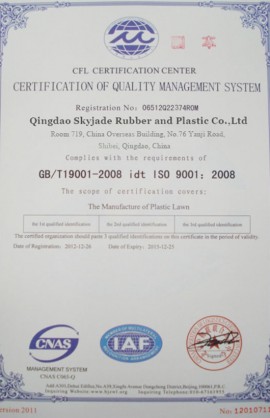 CFL CERTIFICATION CENTER
CERTIFICATION OF QUALITY MANAGEMENT SYSTEM
Registration No: 06512Q22374ROM
Qingdao Skyjade Rubber and Plastic Co.,Ltd
Room 719, China Overseas Building, No.76 Yanji Road,
Shibei, Qingdao, China
Complies with the requirements of
GB/T19001-2008 idt ISO 9001: 2008
The scope of certification covers:
The Manufacture of Plastic Lawn
the 1st qualified identification the 2nd qualified identification the 3rd qualified identification
The certified organization should paste 3 qualified identifications on this certificate in the period of validity.
Date of Registration: 2012-12-26 Date of Expiry: 2015-12-25
CNAS
IAF
MANAGEMENT SYSTEM
CNAS C063-Q
ersion 2011
No: 1201071